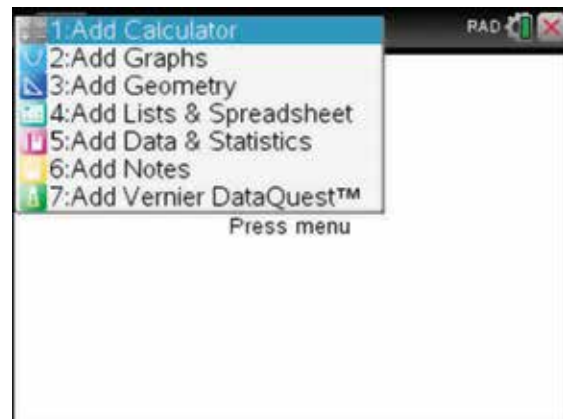 1:Add Calculator
RAD
2:Add Graphs
3:Add Geometry
4:Add Lists & Spreadsheet
5:Add Data & Statistics
6:Add Notes
7:Add Vernier DataQuest™
Press menu